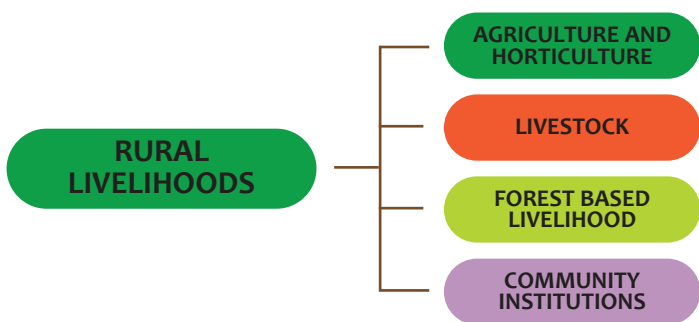 RURAL
LIVELIHOODS
AGRICULTURE AND
HORTICULTURE
LIVESTOCK
FOREST BASED
LIVELIHOOD
COMMUNITY
INSTITUTIONS